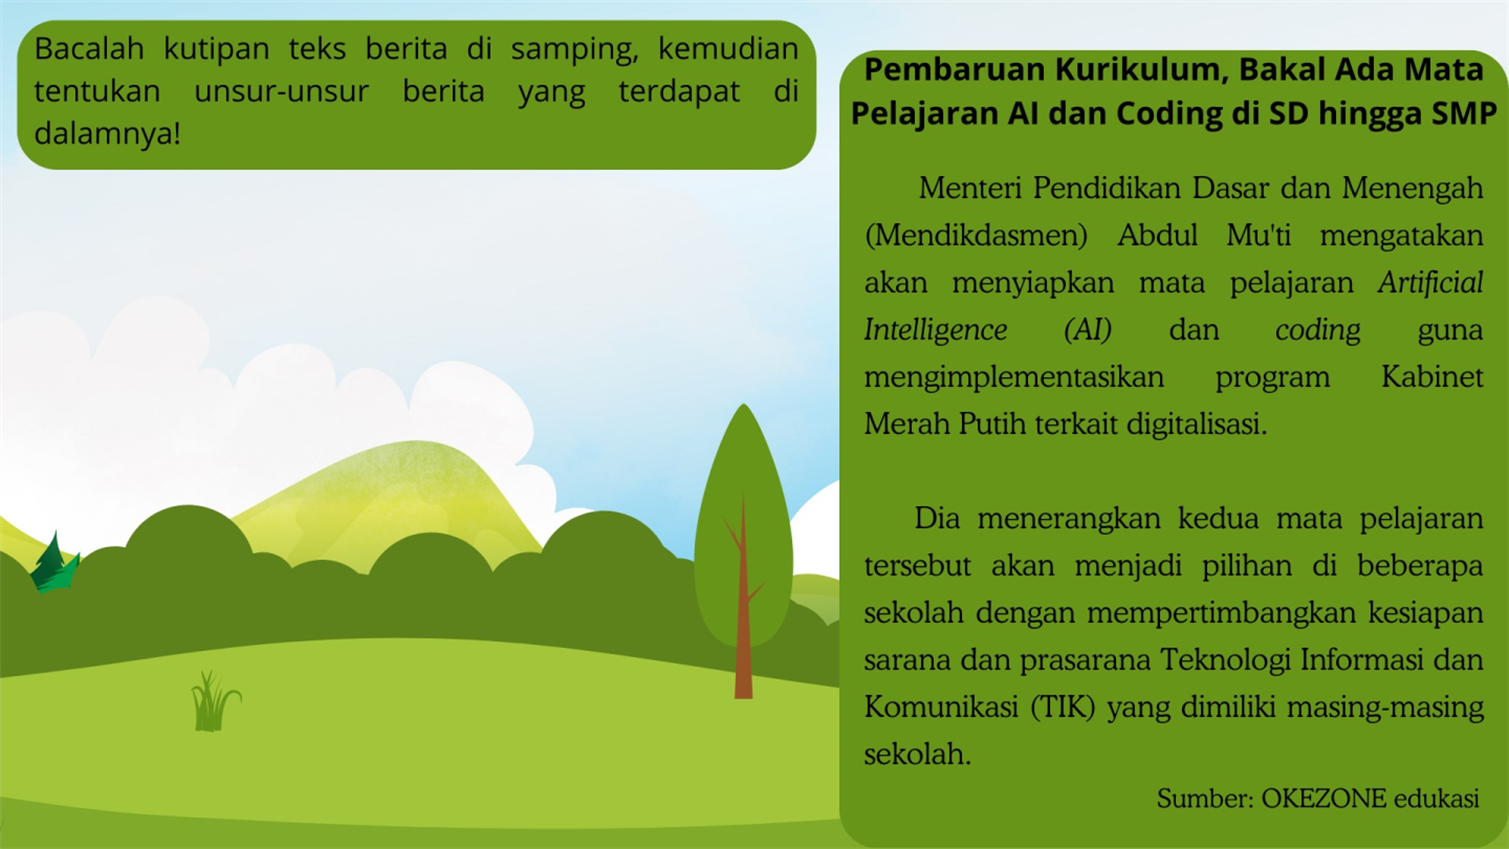 Bacalah kutipan teks berita di samping, kemudian
tentukan unsur-unsur berita yang terdapat di
dalamnya!
Pembaruan Kurikulum, Bakal Ada Mata
Pelajaran AI dan Coding di SD hingga SMP
Menteri Pendidikan Dasar dan Menengah
(Mendikdasmen) Abdul Mu'ti mengatakan
akan menyiapkan mata pelajaran Artificial
Intelligence (AI) dan coding guna
mengimplementasikan program Kabinet
Merah Putih terkait digitalisasi.
Dia menerangkan kedua mata pelajaran
tersebut akan menjadi pilihan di beberapa
sekolah dengan mempertimbangkan kesiapan
sarana dan prasarana Teknologi Informasi dan
Komunikasi (TIK) yang dimiliki masing-masing
sekolah.
Sumber: OKEZONE edukasi